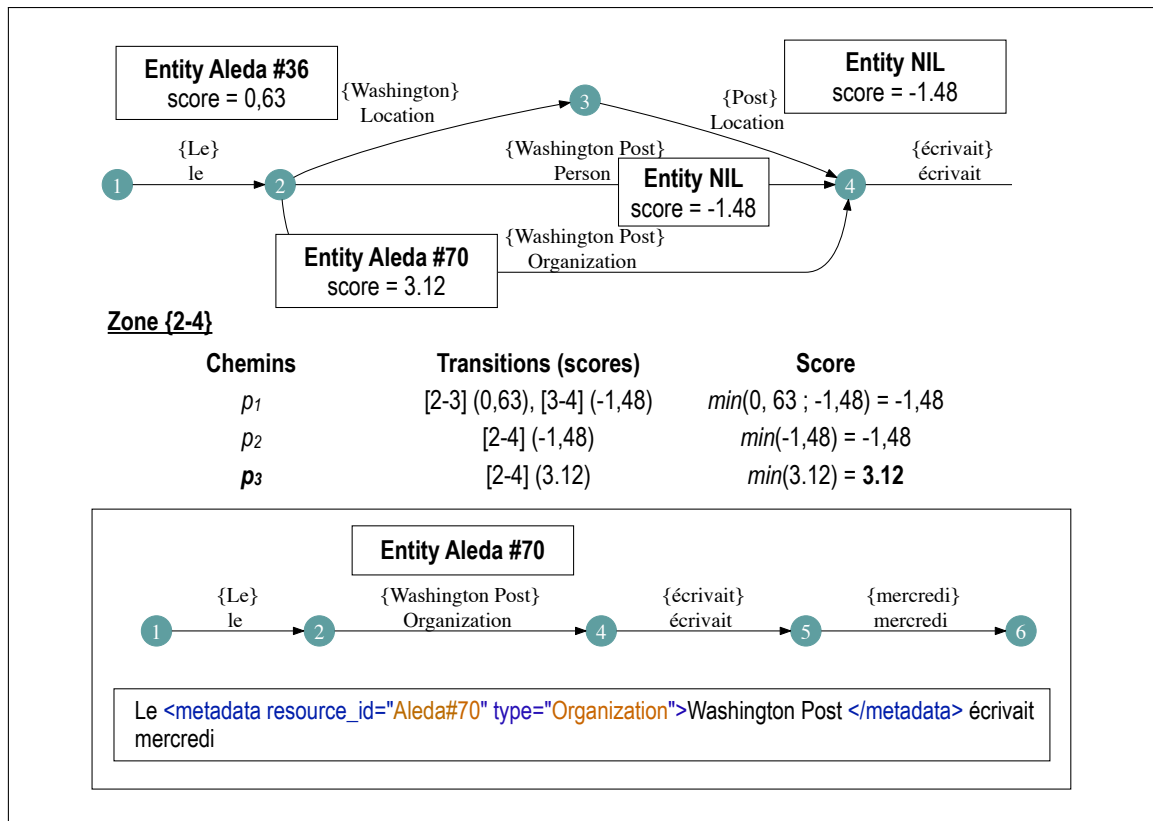 Entity Aleda #36
score = 0,63
{Washington}
Location
3
{Post}
Location
Entity NIL
score = -1.48
1
{Le}
le
2
{Washington Post}
Person
Entity NIL
score = -1.48
4
{écrivait}
écrivait
Entity Aleda #70
score = 3.12
{Washington Post}
Organization
Zone {2-4}
Chemins Transitions (scores) Score
p1 [2-3] (0,63), [3-4] (-1,48) min(0, 63 ; -1,48) = -1,48
p2 [2-4] (-1,48) min(-1,48) = -1,48
p3 [2-4] (3.12) min(3.12) = 3.12
Entity Aleda #70
{Le} {Washington Post} {écrivait} {mercredi}
le Organization écrivait mercredi
1 2 4 5 6
Le <metadata resource_id="Aleda#70" type="Organization">Washington Post </metadata> écrivait
mercredi